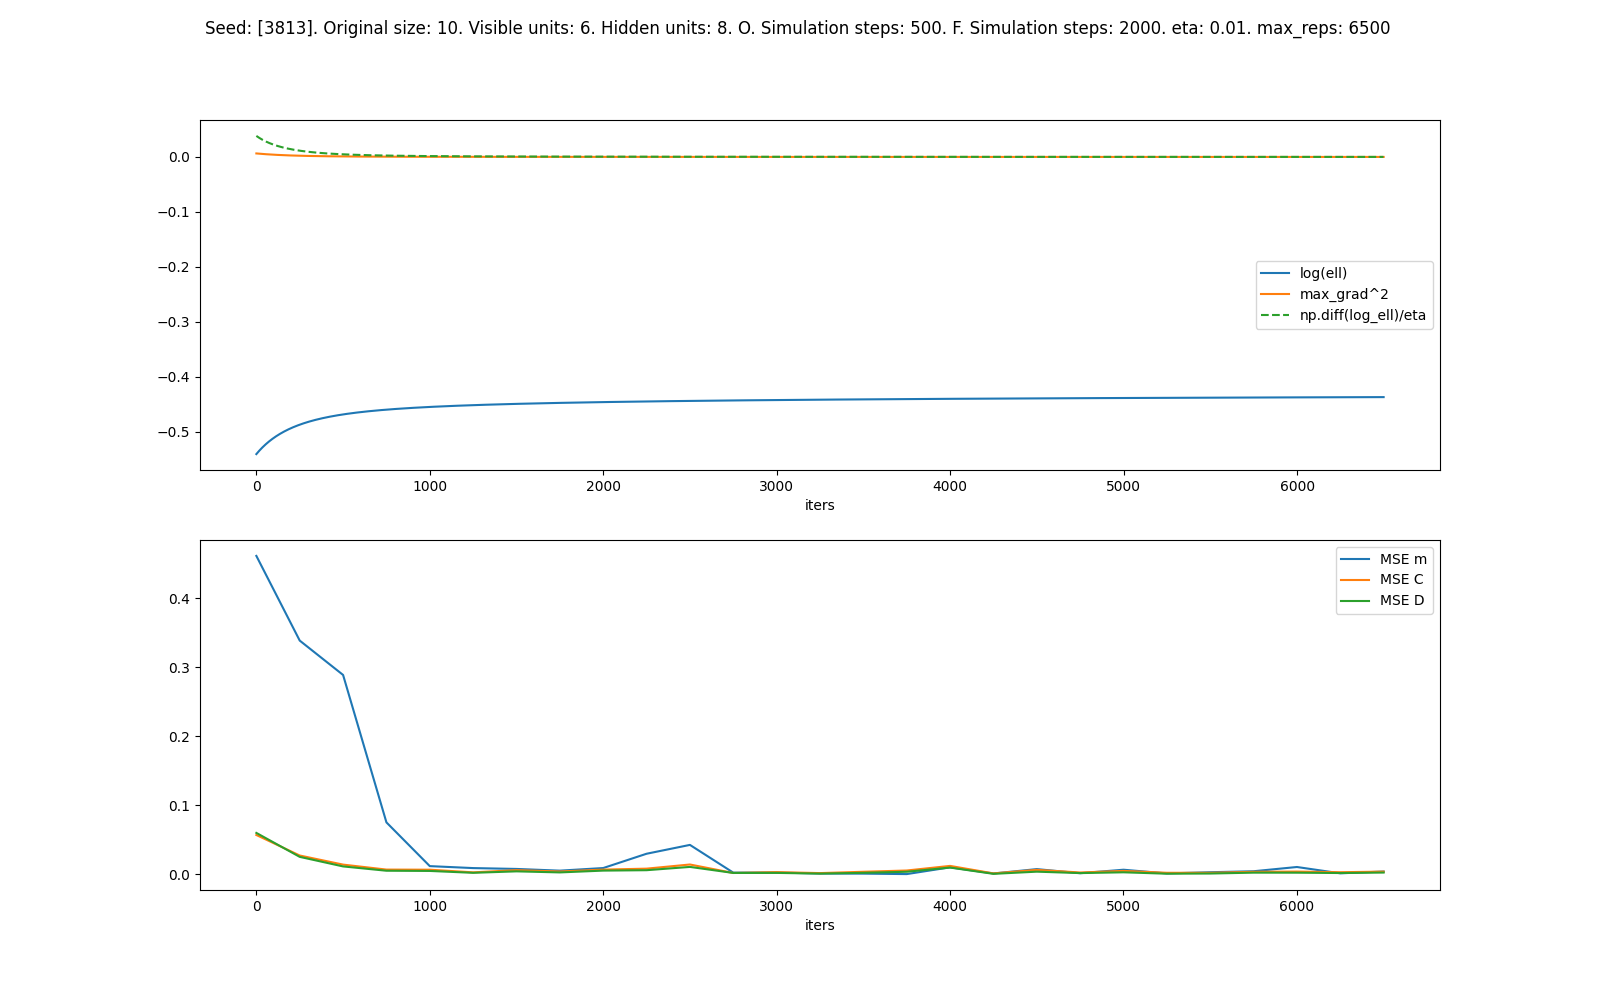 Seed: [3813]. Original size: 10. Visible units: 6. Hidden units: 8. O. Simulation steps: 500. F. Simulation steps: 2000. eta: 0.01. max_reps: 6500
0.0
−0.1
−0.2
−0.3
−0.4
−0.5
log(ell)
max_grad^2
np.diff(log_ell)/eta
0 1000 2000 3000 4000 5000 6000
iters
0.4
0.3
0.2
0.1
0.0
MSE m
MSE C
MSE D
0 1000 2000 3000 4000 5000 6000
iters